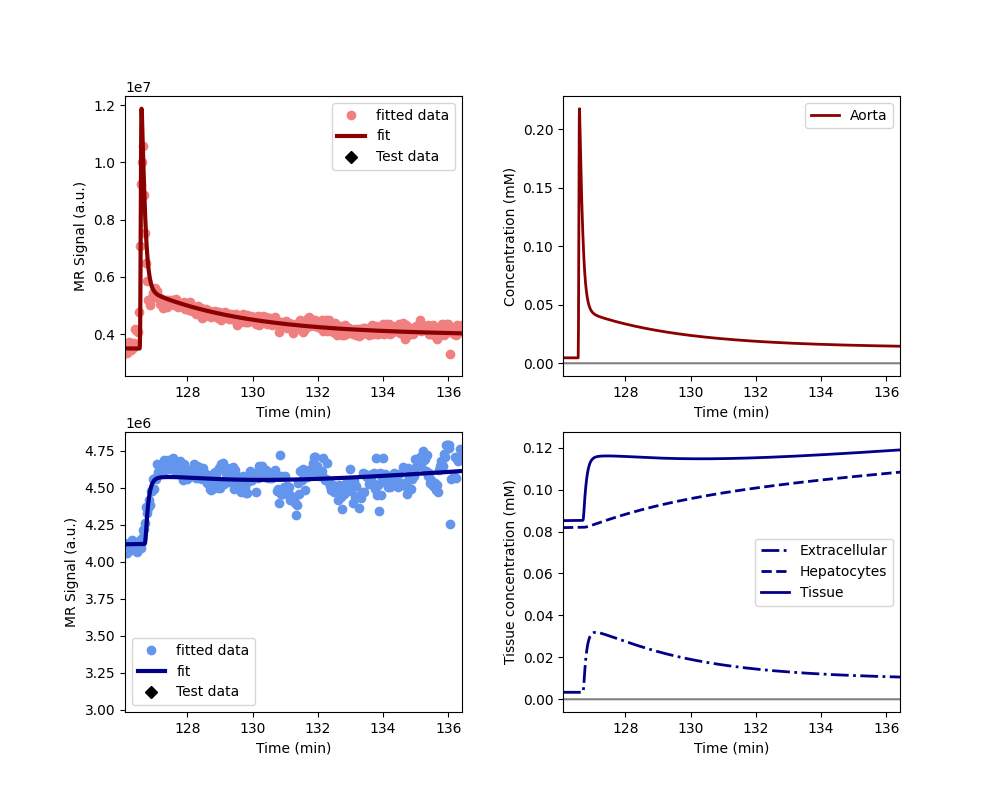 1e7
1.2
1.0
0.8
0.6
0.4
MR Signal (a.u.)
fitted data
fit
Test data
128 130 132 134 136
Time (min)
0.20
0.15
0.10
0.05
0.00
Concentration (mM)
Aorta
128 130 132 134 136
Time (min)
1e6
4.75
4.50
4.25
4.00
3.75
3.50
3.25
3.00
MR Signal (a.u.)
fitted data
fit
Test data
128 130 132 134 136
Time (min)
0.12
0.10
0.08
0.06
0.04
0.02
0.00
Tissue concentration (mM)
Extracellular
Hepatocytes
Tissue
128 130 132 134 136
Time (min)